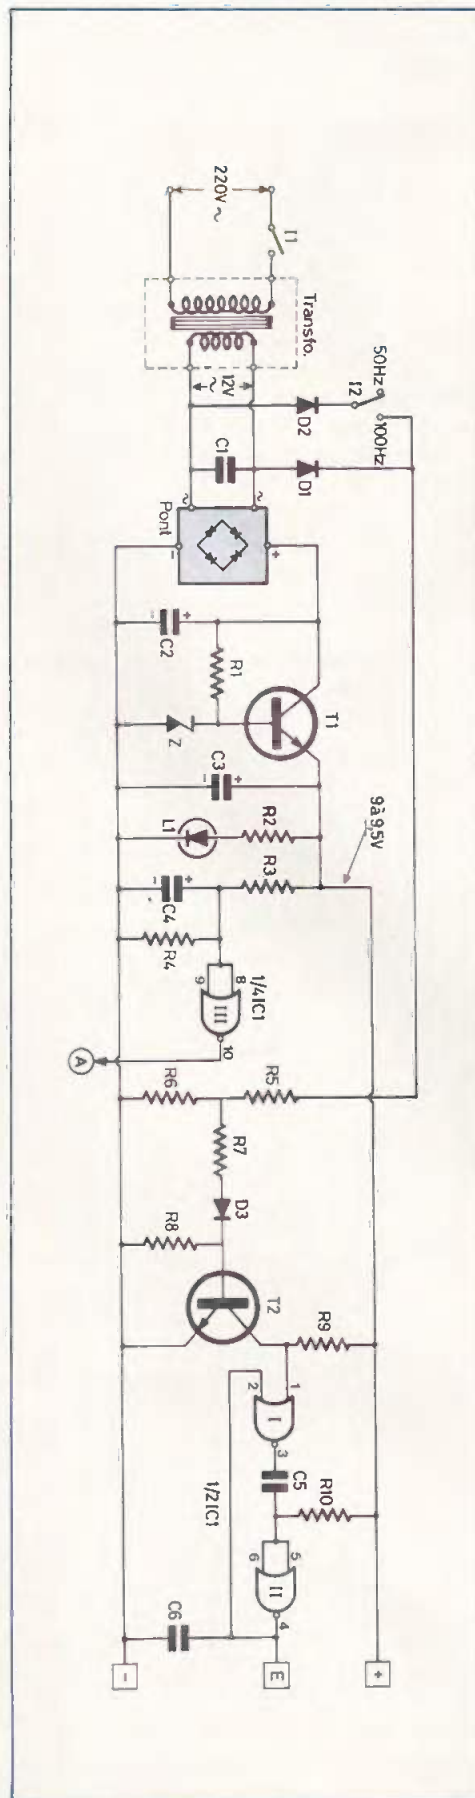 220V
~
I1
Transfo.
12V
~
50Hz
I2
100Hz
D2
D1
C1
~
~
Pont
+
-
+
-
C2
R1
Z
T1
+
-
C3
L1
R2
R3
9 à 9,5V
+
-
C4
R4
8
9
III
1/4 IC1
10
A
R6
R5
R7
D3
R8
T2
R9
1
2
I
3
C5
R10
1/2 IC1
5
6
II
4
C6
-
E
+